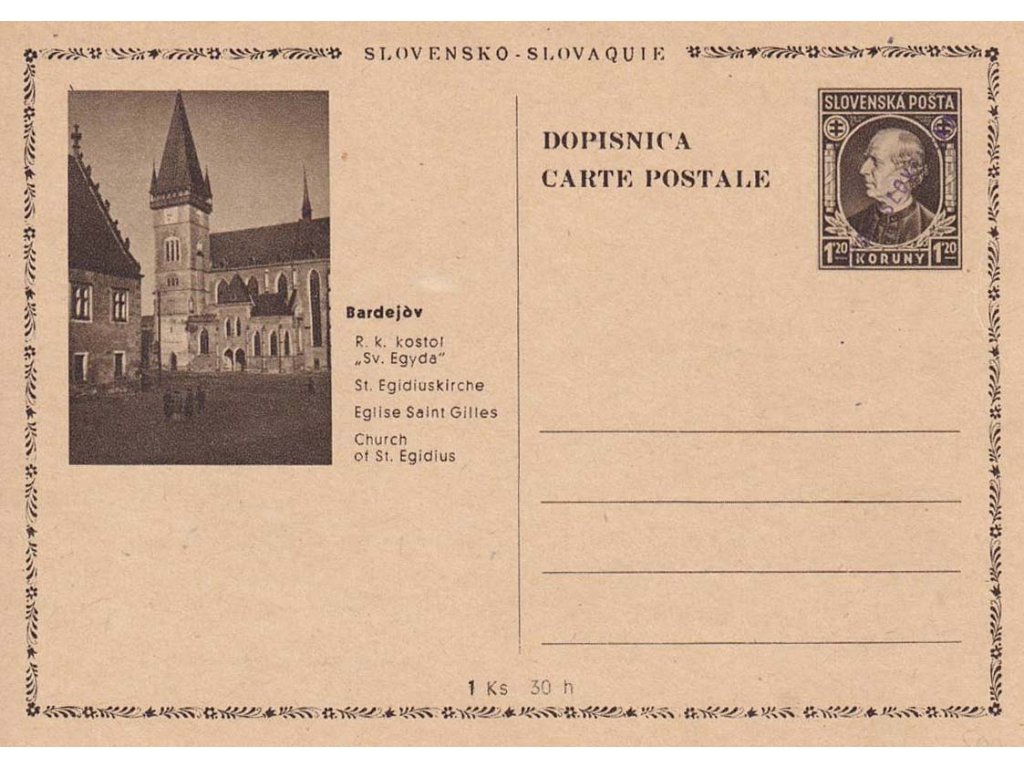 SLOVENSKO - SLOVAQUIE
DOPISNICA
CARTE POSTALE
SLOVENSKÁ POŠTA
1'20 KORUNY 1'20
Bardejòv
R. k. kostol
„Sv. Egyda"
St. Egidiuskirche
Eglise Saint Gilles
Church
of St. Egidius
1 Ks 30 h